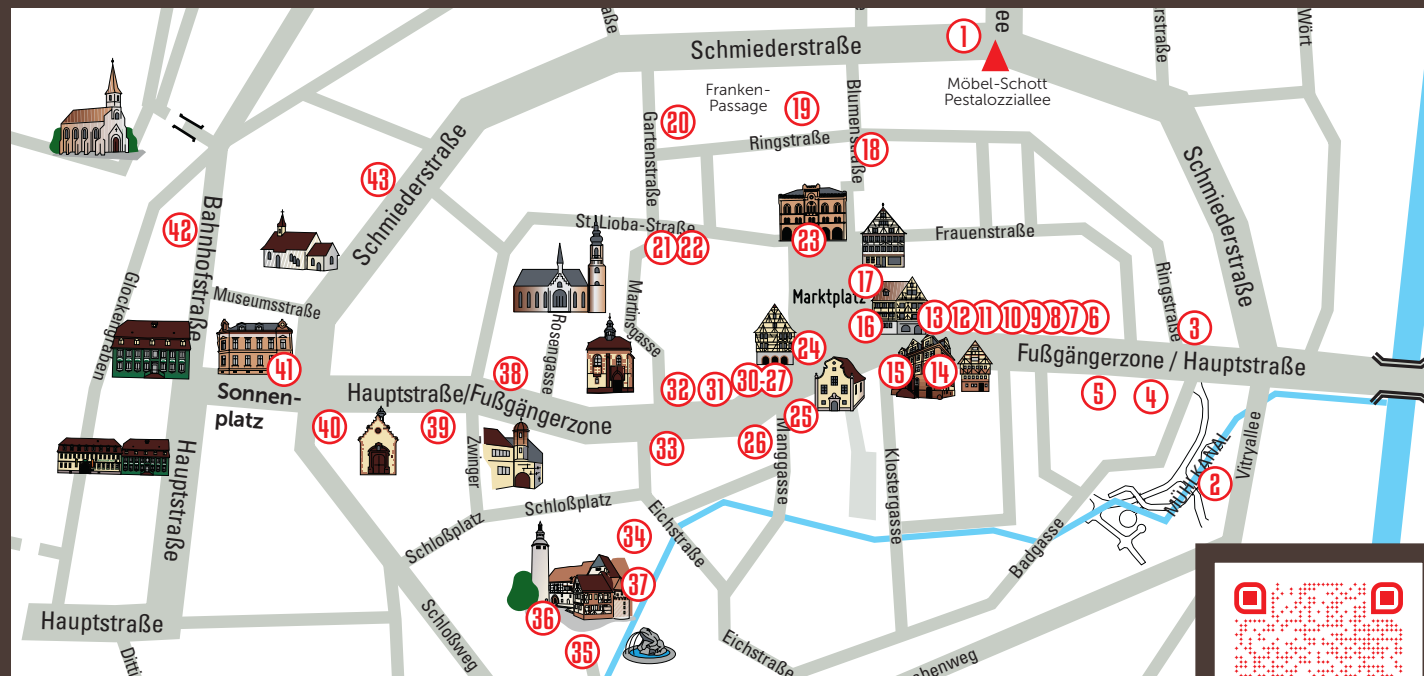 Schmiederstraße
1
Möbel-Schott
Pestalozziallee
Wört
Franken-
Passage
19
20
Blumenstraße
Gartenstraße
Ringstraße
18
43
Schmiederstraße
Schmiederstraße
42
Bahnhofstraße
St.Lioba-Straße
21
22
23
Frauenstraße
Ringstraße
Glockengraben
Museumsstraße
Rosengasse
Martinsgasse
Marktplatz
17
16
13
12
11
10
9
8
7
6
3
24
Fußgängerzone / Hauptstraße
41
Sonnen-
platz
38
Hauptstraße/Fußgängerzone
32
31
30-27
15
14
5
4
40
39
25
33
26
Hauptstraße
Zwinger
Manggasse
Klostergasse
MÜHLKANAL
2
Vitryallee
Schloßplatz
Schloßplatz
Eichstraße
Badgasse
34
37
36
35
Hauptstraße
Schloßweg
Eichstraße